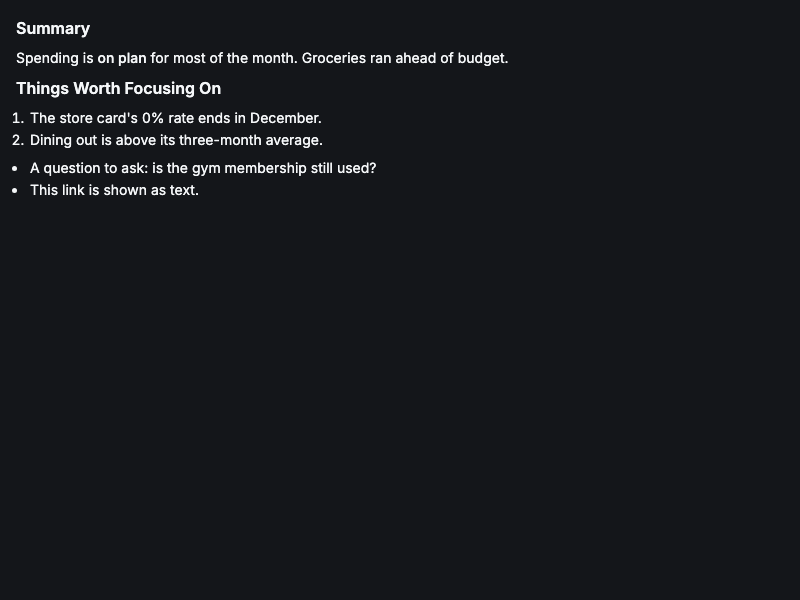 Summary
Spending is on plan for most of the month. Groceries ran ahead of budget.
Things Worth Focusing On
1. The store card's 0% rate ends in December.
2. Dining out is above its three-month average.
• A question to ask: is the gym membership still used?
• This link is shown as text.